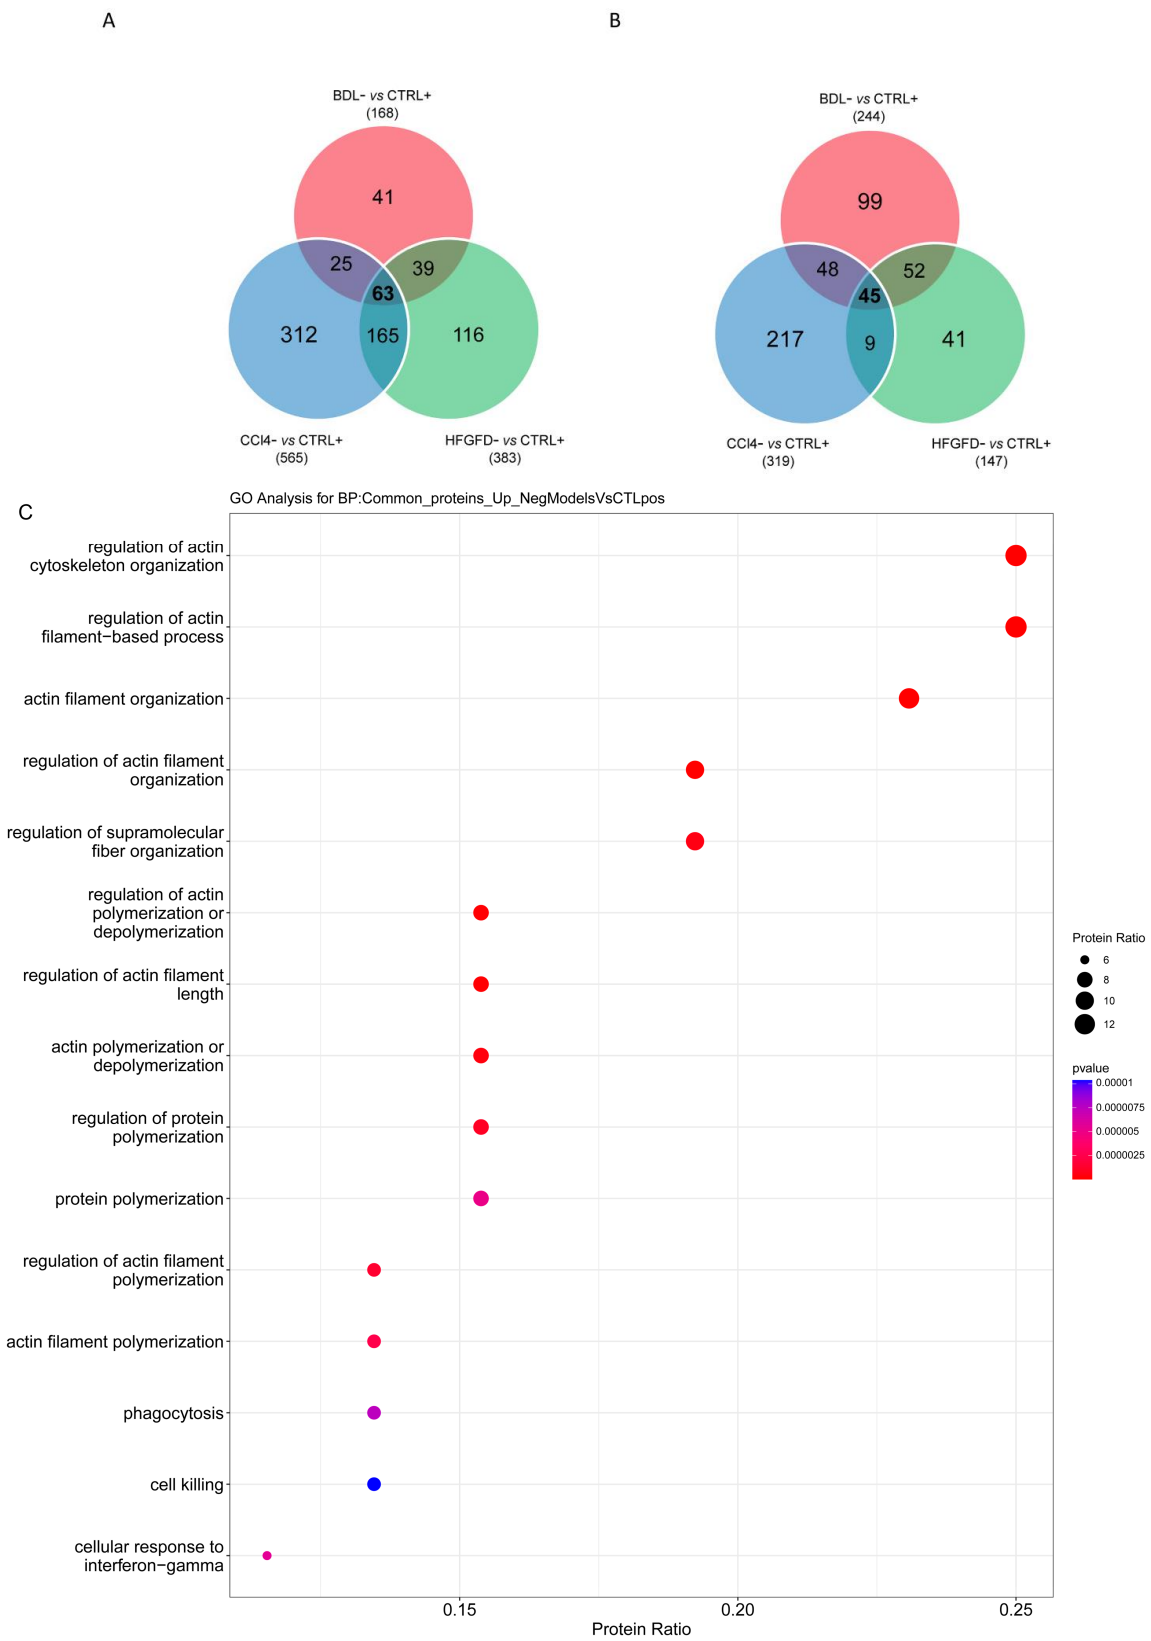 A
B
BDL- vs CTRL+
(168)
41
25
39
63
312
165
116
CCl4- vs CTRL+
(565)
HFGFD- vs CTRL+
(383)
BDL- vs CTRL+
(244)
99
48
52
45
217
9
41
CCl4- vs CTRL+
(319)
HFGFD- vs CTRL+
(147)
C
GO Analysis for BP:Common_proteins_Up_NegModelsVsCTLpos
regulation of actin
cytoskeleton organization
regulation of actin
filament−based process
actin filament organization
regulation of actin filament
organization
regulation of supramolecular
fiber organization
regulation of actin
polymerization or
depolymerization
regulation of actin filament
length
actin polymerization or
depolymerization
regulation of protein
polymerization
protein polymerization
regulation of actin filament
polymerization
actin filament polymerization
phagocytosis
cell killing
cellular response to
interferon−gamma
0.15
0.20
0.25
Protein Ratio
Protein Ratio
6
8
10
12
pvalue
0.00001
0.0000075
0.000005
0.0000025